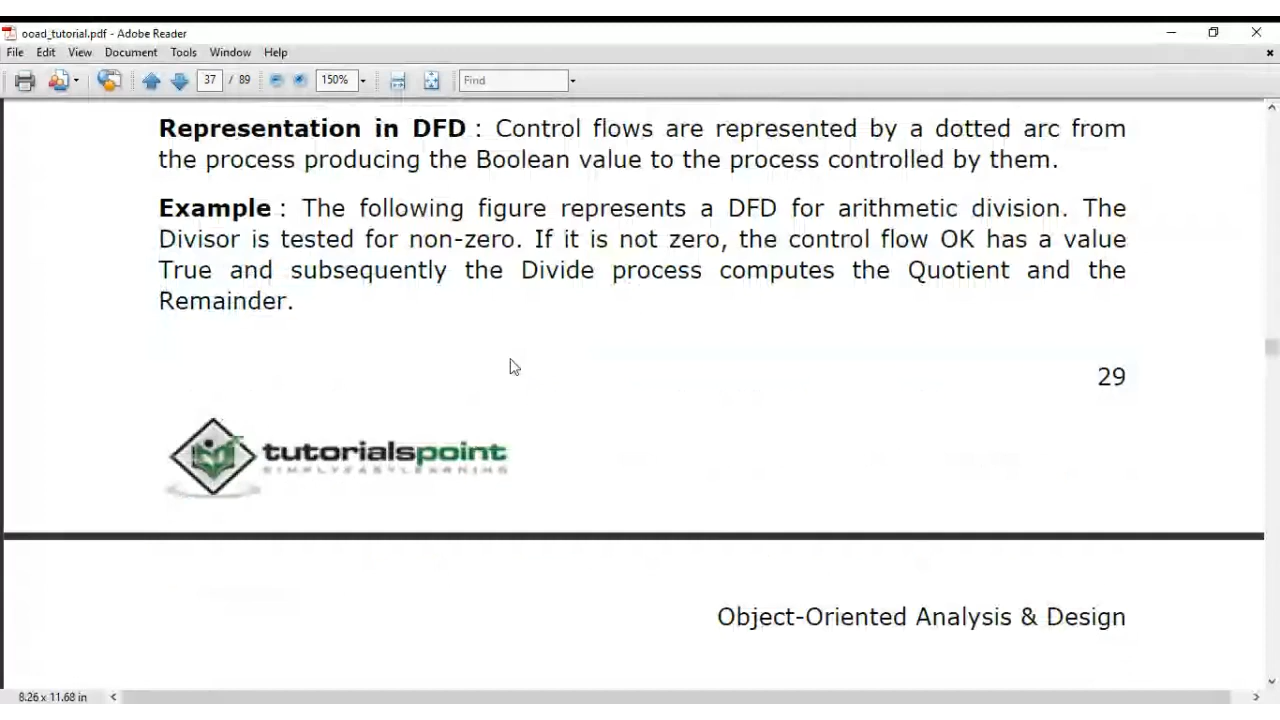 ooad_tutorial.pdf - Adobe Reader
File Edit View Document Tools Window Help
37 / 89 150% Find
Representation in DFD : Control flows are represented by a dotted arc from
the process producing the Boolean value to the process controlled by them.
Example : The following figure represents a DFD for arithmetic division. The
Divisor is tested for non-zero. If it is not zero, the control flow OK has a value
True and subsequently the Divide process computes the Quotient and the
Remainder.
29
tutorialspoint
SIMPLYEASYLEARNING
Object-Oriented Analysis & Design
8.26 x 11.68 in